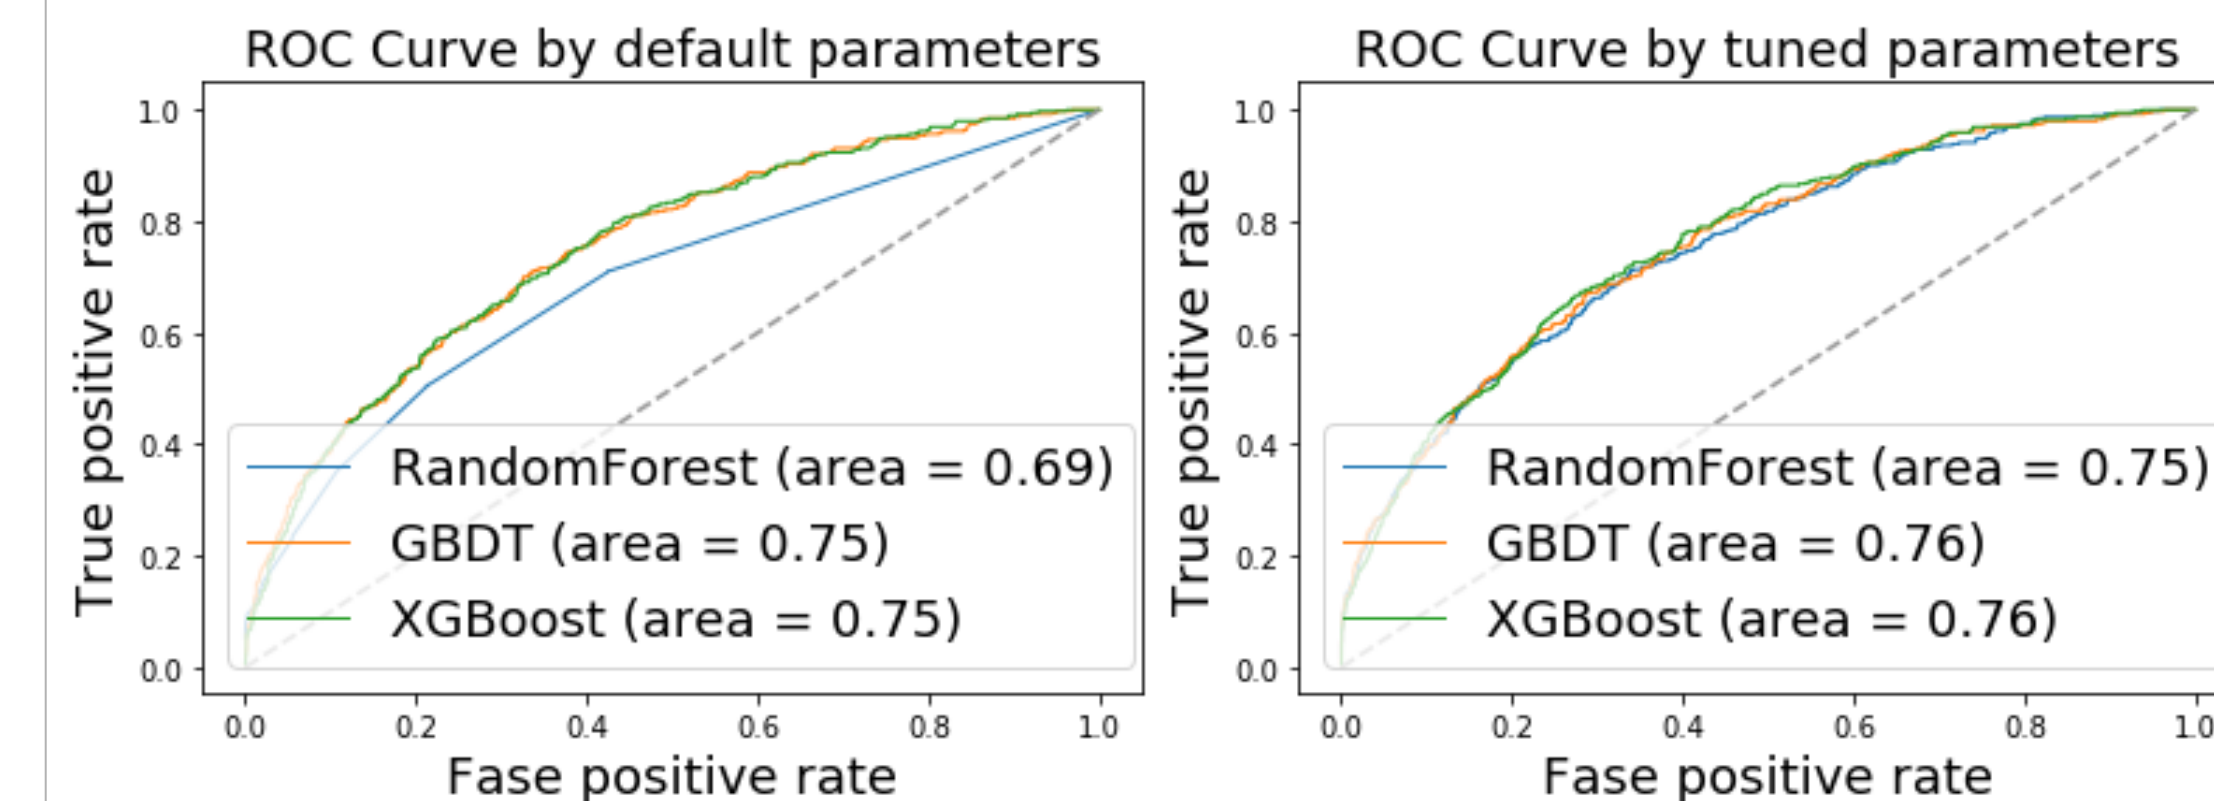 ROC Curve by default parameters
1.0
0.8
0.6
0.4
0.2
0.0
True positive rate
RandomForest (area = 0.69)
GBDT (area = 0.75)
XGBoost (area = 0.75)
0.0 0.2 0.4 0.6 0.8 1.0
Fase positive rate
ROC Curve by tuned parameters
1.0
0.8
0.6
0.4
0.2
0.0
True positive rate
RandomForest (area = 0.75)
GBDT (area = 0.76)
XGBoost (area = 0.76)
0.0 0.2 0.4 0.6 0.8 1.0
Fase positive rate